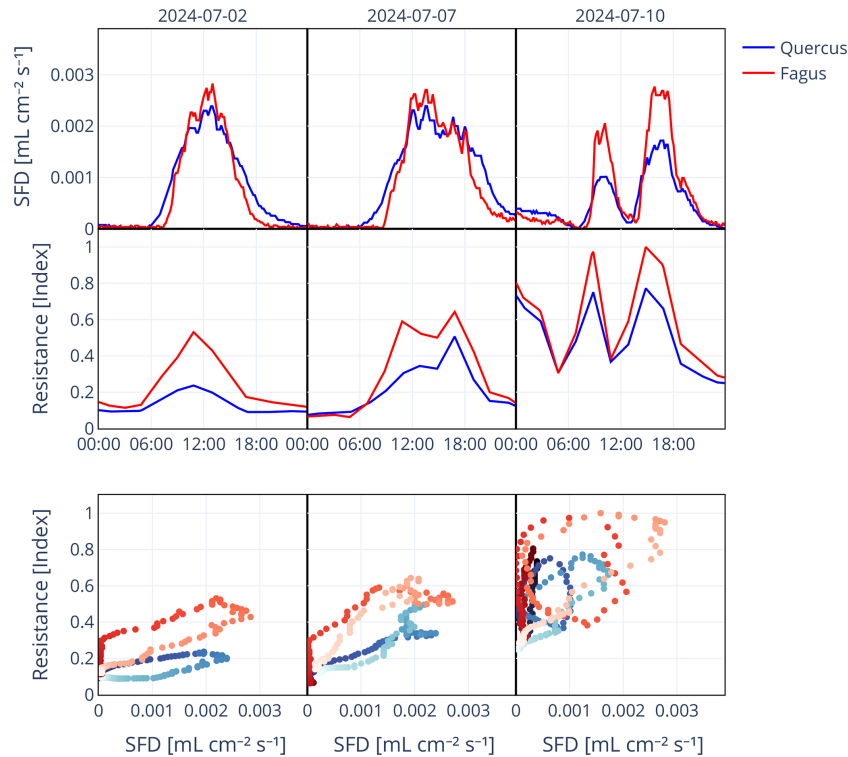 2024-07-02 2024-07-07 2024-07-10
Quercus
Fagus
SFD [mL cm⁻² s⁻¹]
0.003
0.002
0.001
0
Resistance [Index]
1
0.8
0.6
0.4
0.2
0
00:00 06:00 12:00 18:00 00:00 06:00 12:00 18:00 00:00 06:00 12:00 18:00
Resistance [Index]
1
0.8
0.6
0.4
0.2
0
0 0.001 0.002 0.003 0 0.001 0.002 0.003 0 0.001 0.002 0.003
SFD [mL cm⁻² s⁻¹] SFD [mL cm⁻² s⁻¹] SFD [mL cm⁻² s⁻¹]